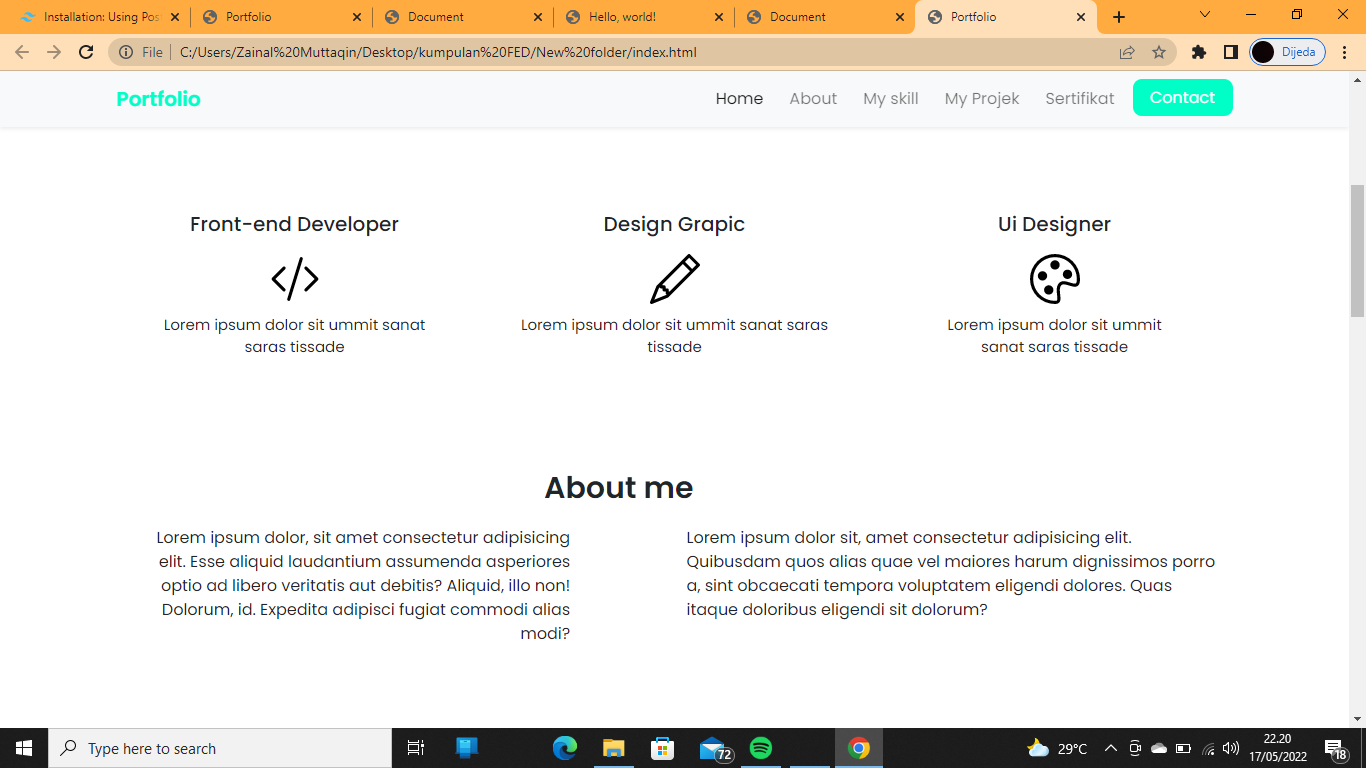 Installation: Using Pos
Portfolio
Document
Hello, world!
Document
Portfolio
File
C:/Users/Zainal%20Muttaqin/Desktop/kumpulan%20FED/New%20folder/index.html
Dijeda
Portfolio
Home
About
My skill
My Projek
Sertifikat
Contact
Front-end Developer
Lorem ipsum dolor sit ummit sanat
saras tissade
Design Grapic
Lorem ipsum dolor sit ummit sanat saras
tissade
Ui Designer
Lorem ipsum dolor sit ummit
sanat saras tissade
About me
Lorem ipsum dolor, sit amet consectetur adipisicing
elit. Esse aliquid laudantium assumenda asperiores
optio ad libero veritatis aut debitis? Aliquid, illo non!
Dolorum, id. Expedita adipisci fugiat commodi alias
modi?
Lorem ipsum dolor sit, amet consectetur adipisicing elit.
Quibusdam quos alias quae vel maiores harum dignissimos porro
a, sint obcaecati tempora voluptatem eligendi dolores. Quas
itaque doloribus eligendi sit dolorum?
Type here to search
72
29°C
22.20
17/05/2022
18